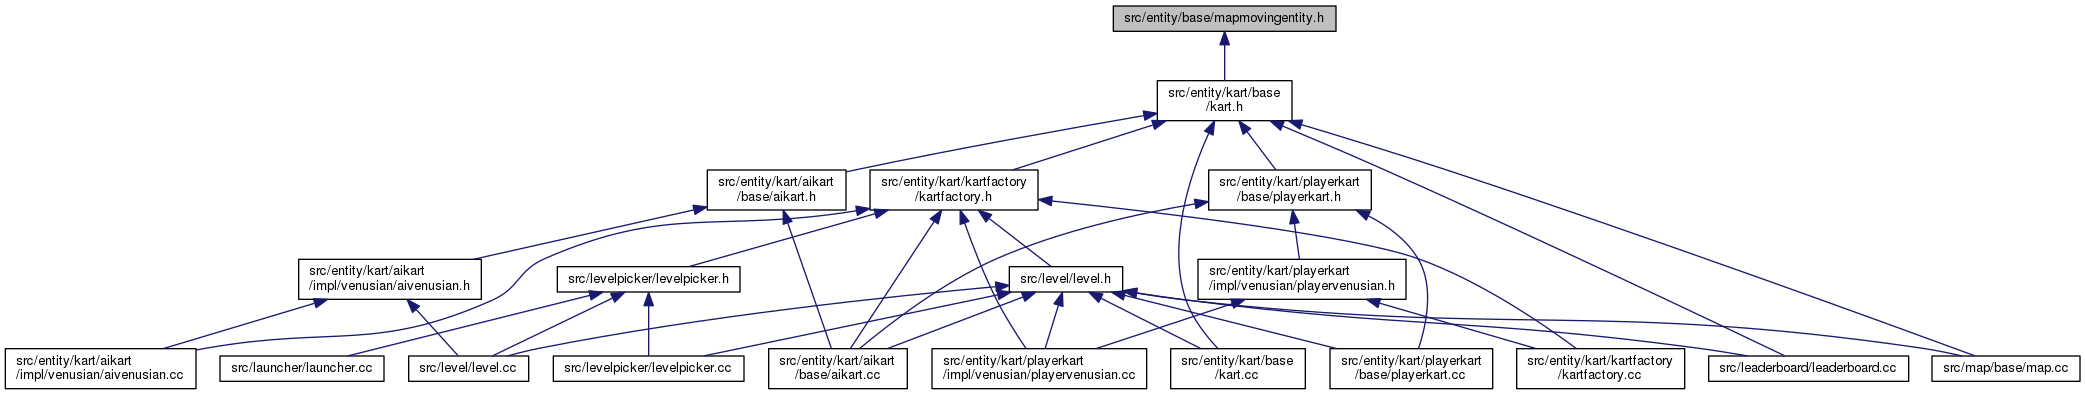 src/entity/base/mapmovingentity.h
src/entity/kart/base
/kart.h
src/entity/kart/aikart
/base/aikart.h
src/entity/kart/kartfactory
/kartfactory.h
src/entity/kart/playerkart
/base/playerkart.h
src/entity/kart/aikart
/impl/venusian/aivenusian.h
src/levelpicker/levelpicker.h
src/level/level.h
src/entity/kart/playerkart
/impl/venusian/playervenusian.h
src/entity/kart/aikart
/impl/venusian/aivenusian.cc
src/launcher/launcher.cc
src/level/level.cc
src/levelpicker/levelpicker.cc
src/entity/kart/aikart
/base/aikart.cc
src/entity/kart/playerkart
/impl/venusian/playervenusian.cc
src/entity/kart/base
/kart.cc
src/entity/kart/playerkart
/base/playerkart.cc
src/entity/kart/kartfactory
/kartfactory.cc
src/leaderboard/leaderboard.cc
src/map/base/map.cc